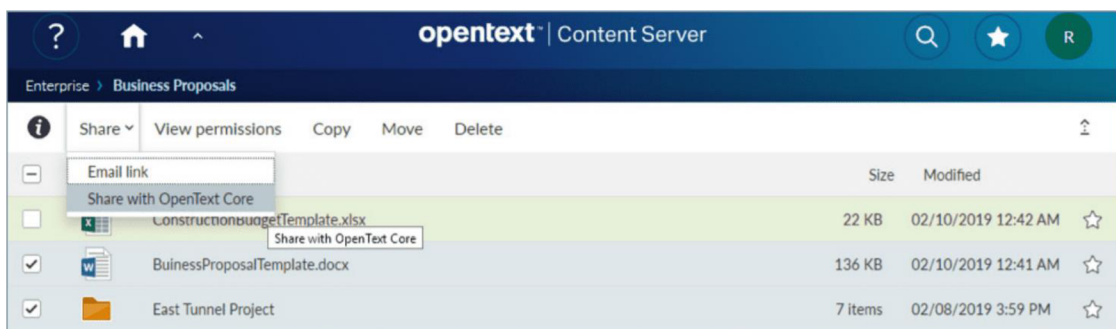 ? ^ opentext™ | Content Server R
Enterprise > Business Proposals
i Share View permissions Copy Move Delete
Email link Size Modified
Share with OpenText Core
ConstructionBudgetTemplate.xlsx 22 KB 02/10/2019 12:42 AM
Share with OpenText Core
BuinessProposalTemplate.docx 136 KB 02/10/2019 12:41 AM
East Tunnel Project 7 items 02/08/2019 3:59 PM